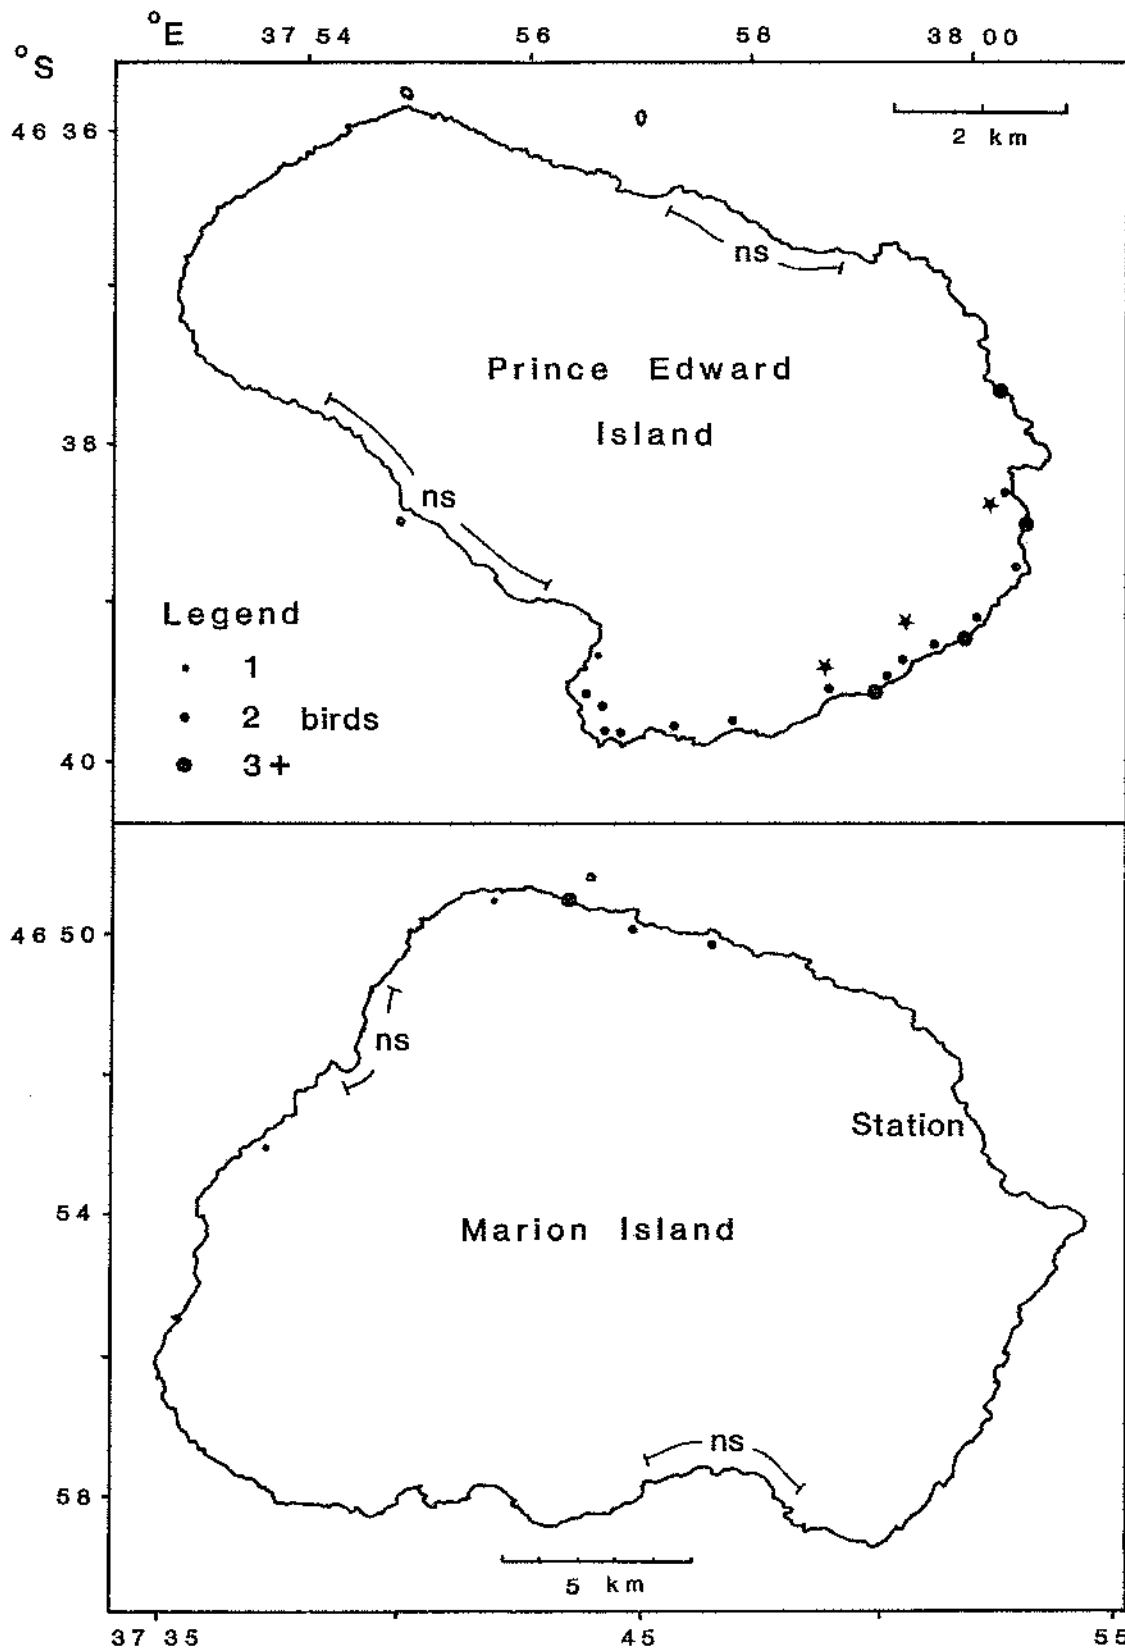 °E 37 54 56 58 38 00
°S
46 36
2 km
ns
Prince Edward
38
Island
ns
Legend
1
2 birds
3+
40
46 50
ns
Station
54
Marion Island
ns
58
5 km
37 35 45 55